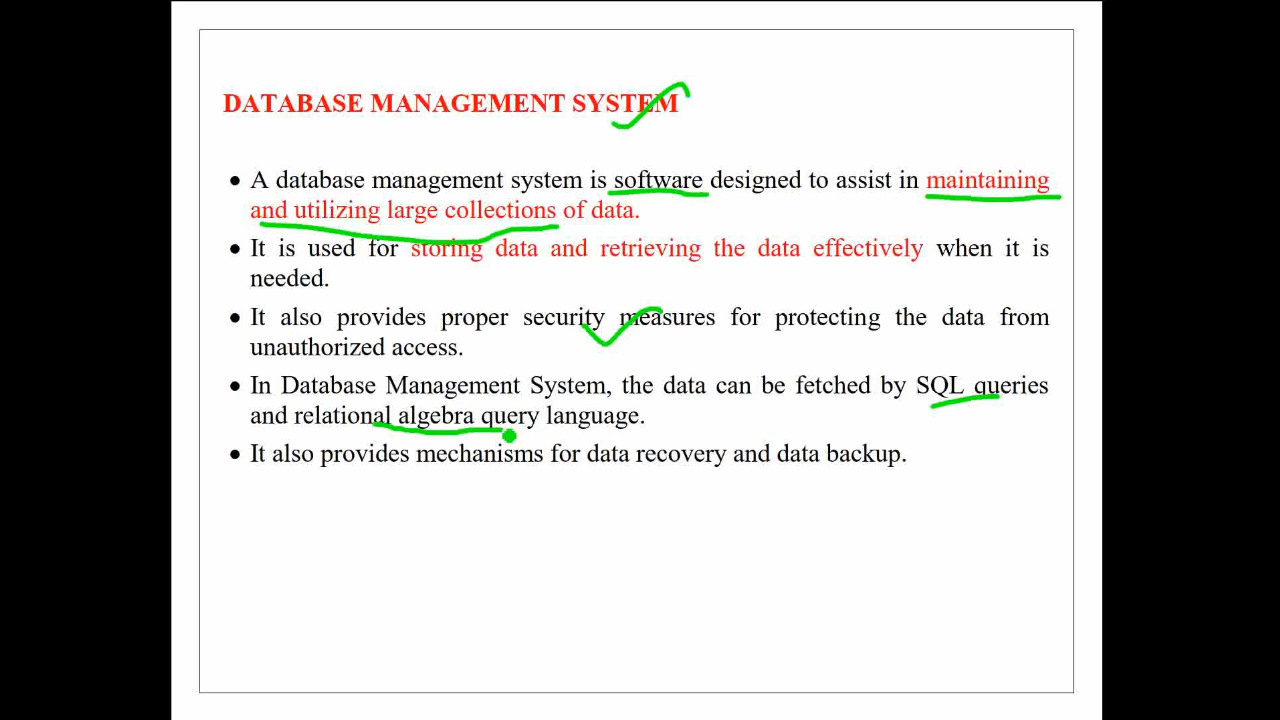 DATABASE MANAGEMENT SYSTEM
• A database management system is software designed to assist in maintaining
and utilizing large collections of data.
• It is used for storing data and retrieving the data effectively when it is
needed.
• It also provides proper security measures for protecting the data from
unauthorized access.
• In Database Management System, the data can be fetched by SQL queries
and relational algebra query language.
• It also provides mechanisms for data recovery and data backup.